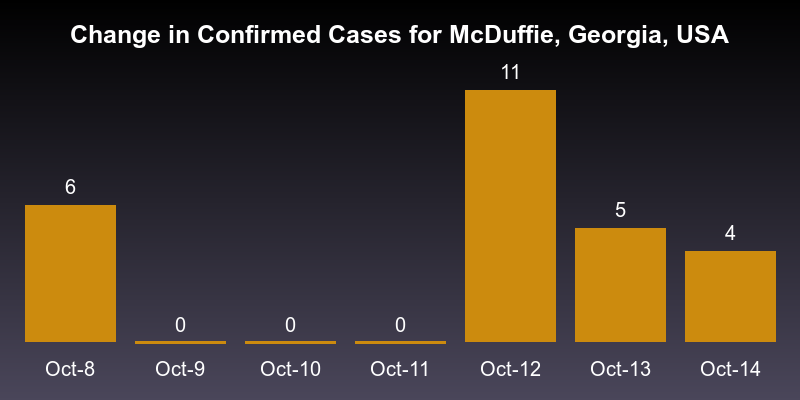 Change in Confirmed Cases for McDuffie, Georgia, USA
11
6
5
4
0 0 0
Oct-8 Oct-9 Oct-10 Oct-11 Oct-12 Oct-13 Oct-14